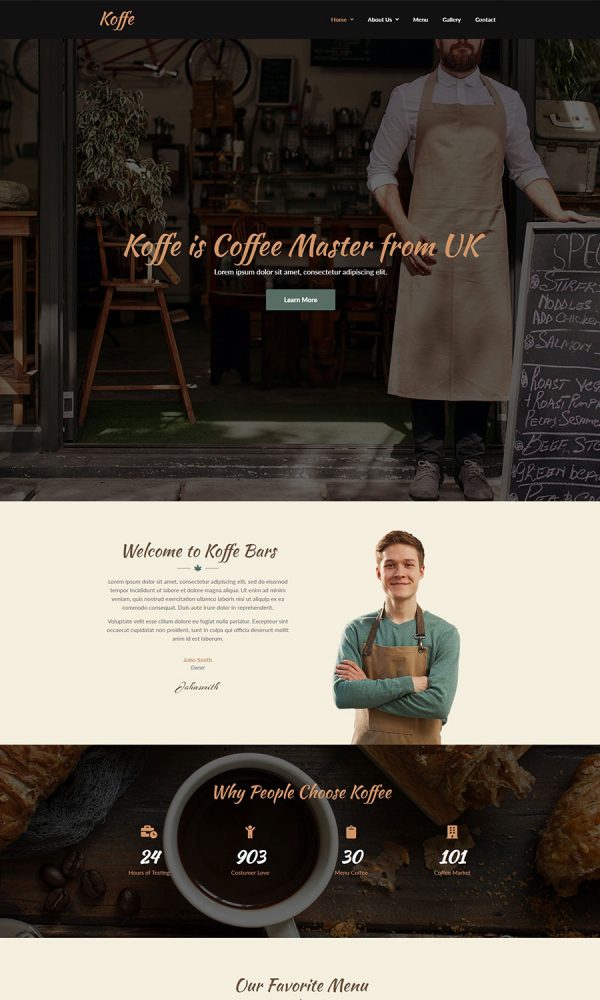 Koffe
Home About Us Menu Gallery Contact
Koffe is Coffee Master from UK
Lorem ipsum dolor sit amet, consectetur adipiscing elit.
Learn More
SPE
STIRFR
NOODLES
ADD CHICKEN
SALMON
ROAST VEG
+ ROAST PUMP
PECAN, SESAME
BEEF STO
GREEN BEAN
Welcome to Koffe Bars
Lorem ipsum dolor sit amet, consectetur adipiscing elit, sed do eiusmod
tempor incididunt ut labore et dolore magna aliqua. Ut enim ad minim
veniam, quis nostrud exercitation ullamco laboris nisi ut aliquip ex ea
commodo consequat. Duis aute irure dolor in reprehenderit.
Voluptate velit esse cillum dolore eu fugiat nulla pariatur. Excepteur sint
occaecat cupidatat non proident, sunt in culpa qui officia deserunt mollit
anim id est laborum.
John Smith
Owner
Johnsmith
Why People Choose Koffee
24 903 30 101
Hours of Testing Costumer Love Menu Coffee Coffee Market
Our Favorite Menu